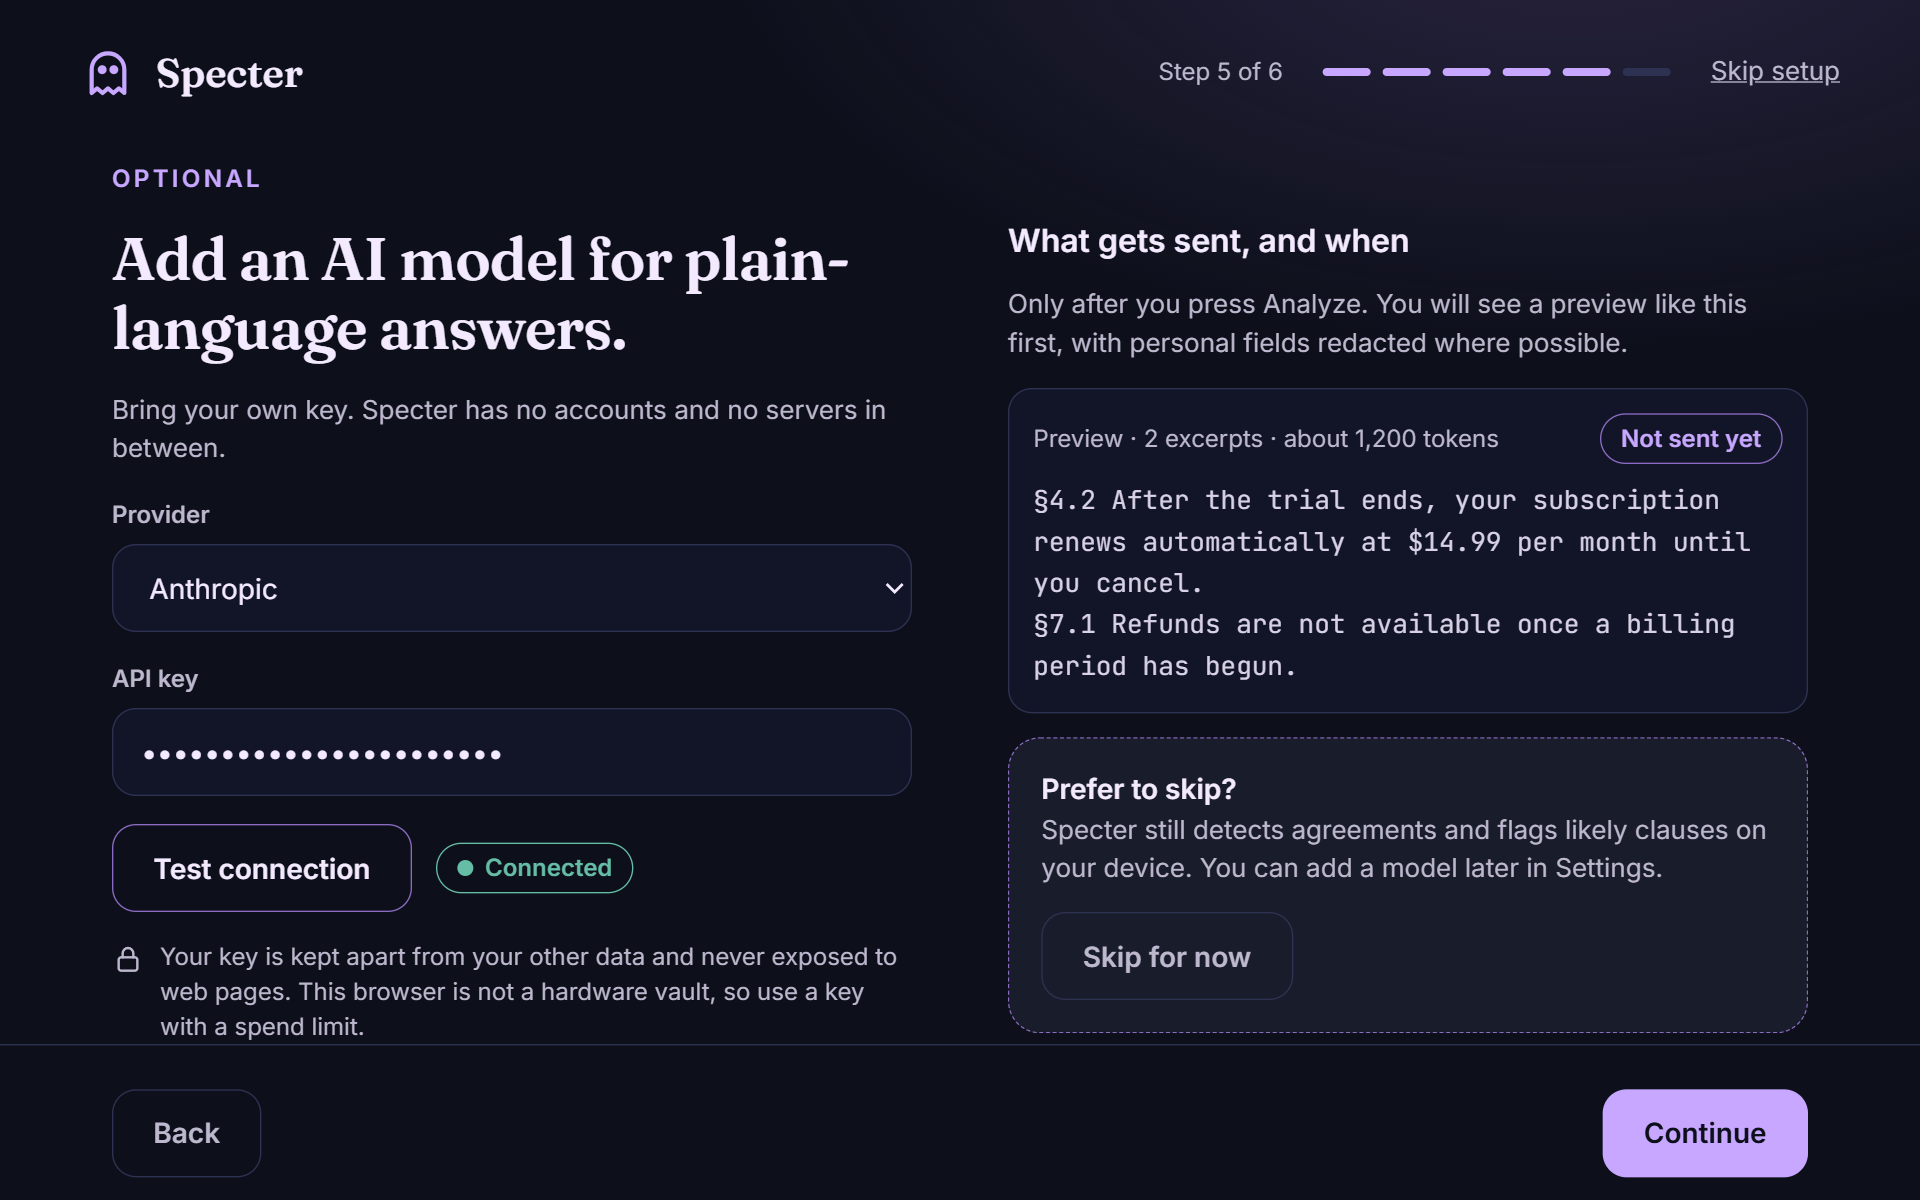 Specter
Step 5 of 6
Skip setup
OPTIONAL
Add an AI model for plain-
language answers.
Bring your own key. Specter has no accounts and no servers in
between.
Provider
Anthropic
API key
Test connection
Connected
Your key is kept apart from your other data and never exposed to
web pages. This browser is not a hardware vault, so use a key
with a spend limit.
What gets sent, and when
Only after you press Analyze. You will see a preview like this
first, with personal fields redacted where possible.
Preview · 2 excerpts · about 1,200 tokens
Not sent yet
§4.2 After the trial ends, your subscription
renews automatically at $14.99 per month until
you cancel.
§7.1 Refunds are not available once a billing
period has begun.
Prefer to skip?
Specter still detects agreements and flags likely clauses on
your device. You can add a model later in Settings.
Skip for now
Back
Continue